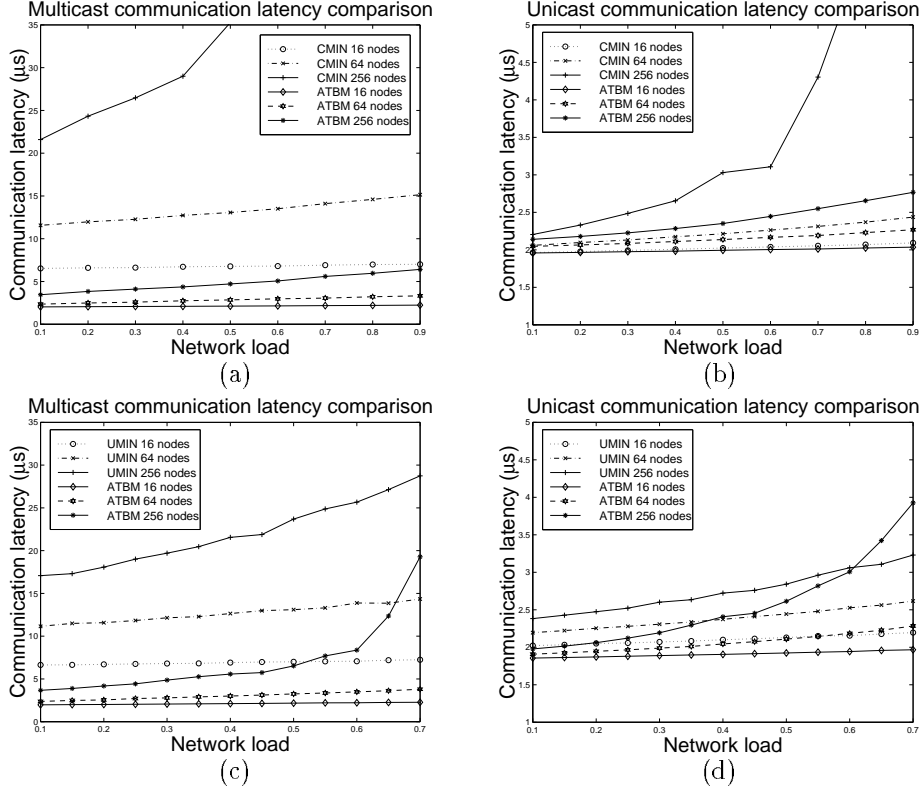 Multicast communication latency comparison
Communication latency (μs)
35
30
25
20
15
10
5
0
CMIN 16 nodes
CMIN 64 nodes
CMIN 256 nodes
ATBM 16 nodes
ATBM 64 nodes
ATBM 256 nodes
0.1 0.2 0.3 0.4 0.5 0.6 0.7 0.8 0.9
Network load
(a)
Unicast communication latency comparison
Communication latency (μs)
5
4.5
4
3.5
3
2.5
2
1.5
1
CMIN 16 nodes
CMIN 64 nodes
CMIN 256 nodes
ATBM 16 nodes
ATBM 64 nodes
ATBM 256 nodes
0.1 0.2 0.3 0.4 0.5 0.6 0.7 0.8 0.9
Network load
(b)
Multicast communication latency comparison
Communication latency (μs)
35
30
25
20
15
10
5
0
UMIN 16 nodes
UMIN 64 nodes
UMIN 256 nodes
ATBM 16 nodes
ATBM 64 nodes
ATBM 256 nodes
0.1 0.2 0.3 0.4 0.5 0.6 0.7
Network load
(c)
Unicast communication latency comparison
Communication latency (μs)
5
4.5
4
3.5
3
2.5
2
1.5
1
UMIN 16 nodes
UMIN 64 nodes
UMIN 256 nodes
ATBM 16 nodes
ATBM 64 nodes
ATBM 256 nodes
0.1 0.2 0.3 0.4 0.5 0.6 0.7
Network load
(d)